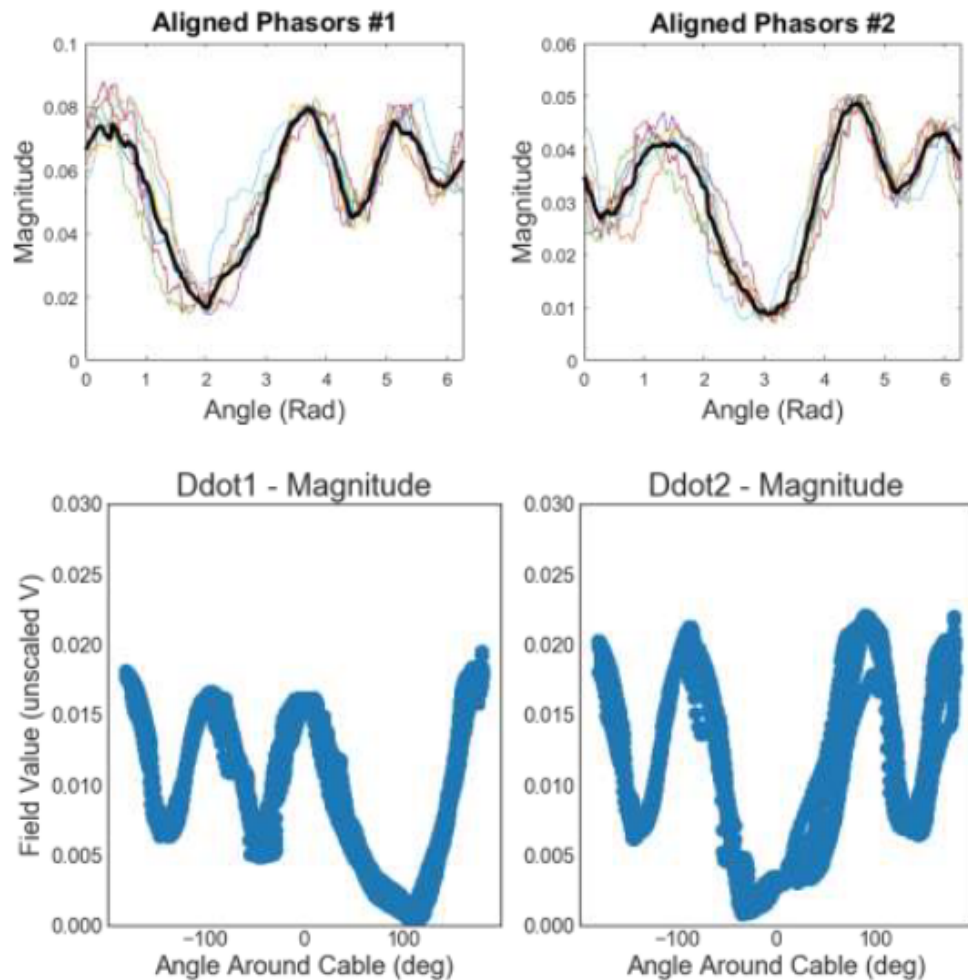 Aligned Phasors #1
0.1
0.08
0.06
0.04
0.02
0
Magnitude
0 1 2 3 4 5 6
Angle (Rad)
Aligned Phasors #2
0.06
0.05
0.04
0.03
0.02
0.01
0
Magnitude
0 1 2 3 4 5 6
Angle (Rad)
Ddot1 - Magnitude
0.030
0.025
0.020
0.015
0.010
0.005
0.000
Field Value (unscaled V)
−100 0 100
Angle Around Cable (deg)
Ddot2 - Magnitude
0.030
0.025
0.020
0.015
0.010
0.005
0.000
−100 0 100
Angle Around Cable (deg)